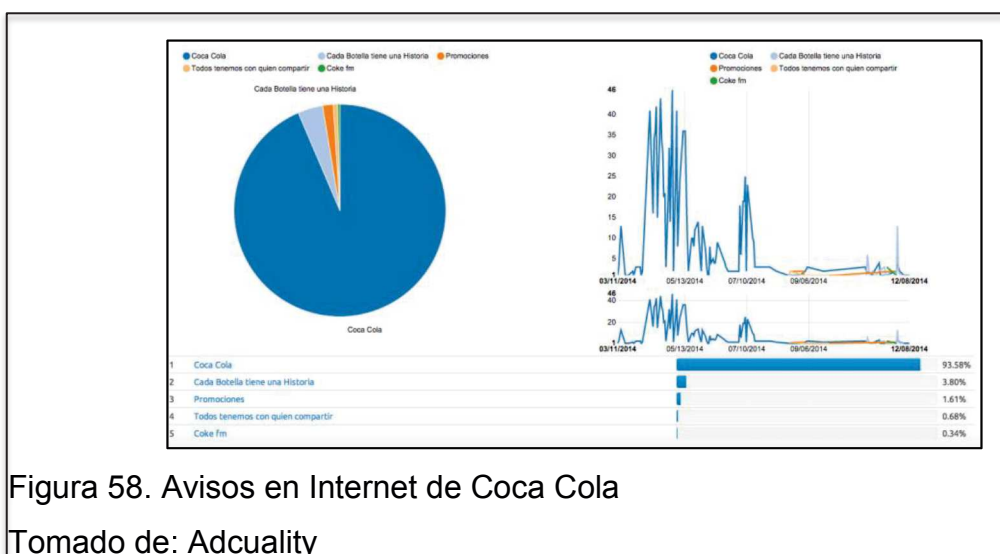 Coca Cola Cada Botella tiene una Historia Promociones
Todos tenemos con quien compartir Coke fm
Cada Botella tiene una Historia
Coca Cola
Coca Cola Cada Botella tiene una Historia
Promociones Todos tenemos con quien compartir
Coke fm
46
40
35
30
25
20
15
10
5
1
03/11/2014 05/13/2014 07/10/2014 09/06/2014 12/08/2014
46
40
20
1
03/11/2014 05/13/2014 07/10/2014 09/06/2014 12/08/2014
1 Coca Cola 93.58%
2 Cada Botella tiene una Historia 3.80%
3 Promociones 1.61%
4 Todos tenemos con quien compartir 0.68%
5 Coke fm 0.34%
Figura 58. Avisos en Internet de Coca Cola
Tomado de: Adcuality